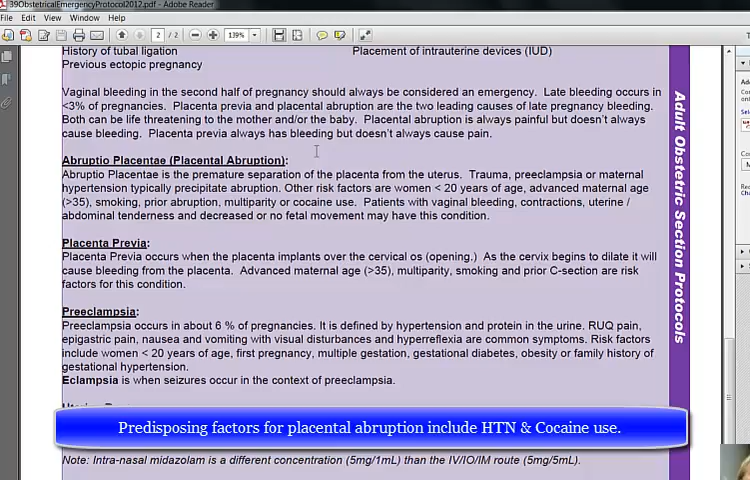 39ObstetricalEmergencyProtocol2012.pdf - Adobe Reader
File Edit View Window Help
2 / 2 139%
History of tubal ligation Placement of intrauterine devices (IUD)
Previous ectopic pregnancy
Vaginal bleeding in the second half of pregnancy should always be considered an emergency. Late bleeding occurs in
<3% of pregnancies. Placenta previa and placental abruption are the two leading causes of late pregnancy bleeding.
Both can be life threatening to the mother and/or the baby. Placental abruption is always painful but doesn't always
cause bleeding. Placenta previa always has bleeding but doesn't always cause pain.
Abruptio Placentae (Placental Abruption):
Abruptio Placentae is the premature separation of the placenta from the uterus. Trauma, preeclampsia or maternal
hypertension typically precipitate abruption. Other risk factors are women < 20 years of age, advanced maternal age
(>35), smoking, prior abruption, multiparity or cocaine use. Patients with vaginal bleeding, contractions, uterine /
abdominal tenderness and decreased or no fetal movement may have this condition.
Placenta Previa:
Placenta Previa occurs when the placenta implants over the cervical os (opening.) As the cervix begins to dilate it will
cause bleeding from the placenta. Advanced maternal age (>35), multiparity, smoking and prior C-section are risk
factors for this condition.
Preeclampsia:
Preeclampsia occurs in about 6 % of pregnancies. It is defined by hypertension and protein in the urine. RUQ pain,
epigastric pain, nausea and vomiting with visual disturbances and hyperreflexia are common symptoms. Risk factors
include women < 20 years of age, first pregnancy, multiple gestation, gestational diabetes, obesity or family history of
gestational hypertension.
Eclampsia is when seizures occur in the context of preeclampsia.
Predisposing factors for placental abruption include HTN & Cocaine use.
Note: Intra-nasal midazolam is a different concentration (5mg/1mL) than the IV/IO/IM route (5mg/5mL).
Adult Obstetric Section Protocols